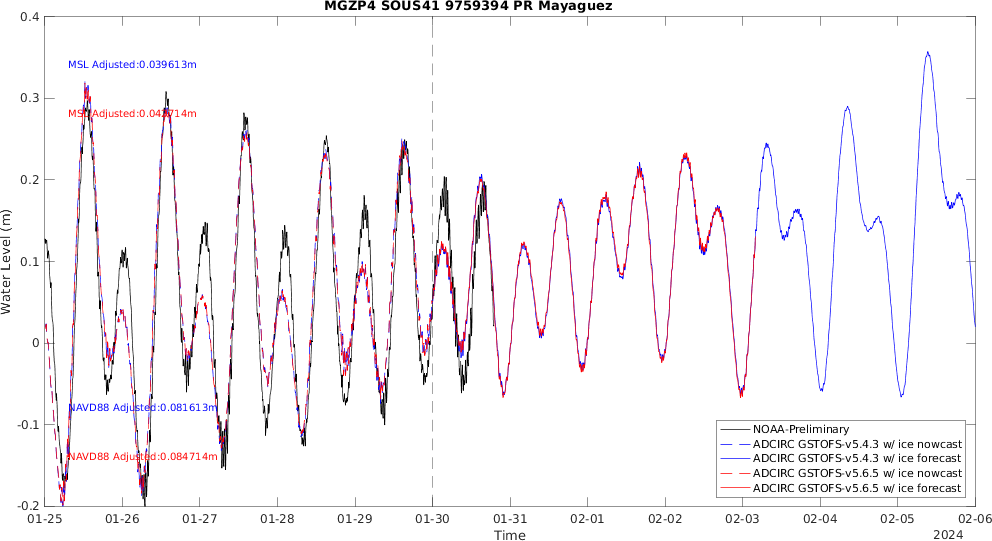 MGZP4 SOUS41 9759394 PR Mayaguez
Water Level (m)
0.4
0.3
0.2
0.1
0
-0.1
-0.2
MSL Adjusted:0.039613m
MSL Adjusted:0.042714m
NAVD88 Adjusted:0.081613m
NAVD88 Adjusted:0.084714m
NOAA-Preliminary
ADCIRC GSTOFS-v5.4.3 w/ ice nowcast
ADCIRC GSTOFS-v5.4.3 w/ ice forecast
ADCIRC GSTOFS-v5.6.5 w/ ice nowcast
ADCIRC GSTOFS-v5.6.5 w/ ice forecast
01-25 01-26 01-27 01-28 01-29 01-30 01-31 02-01 02-02 02-03 02-04 02-05 02-06
Time
2024